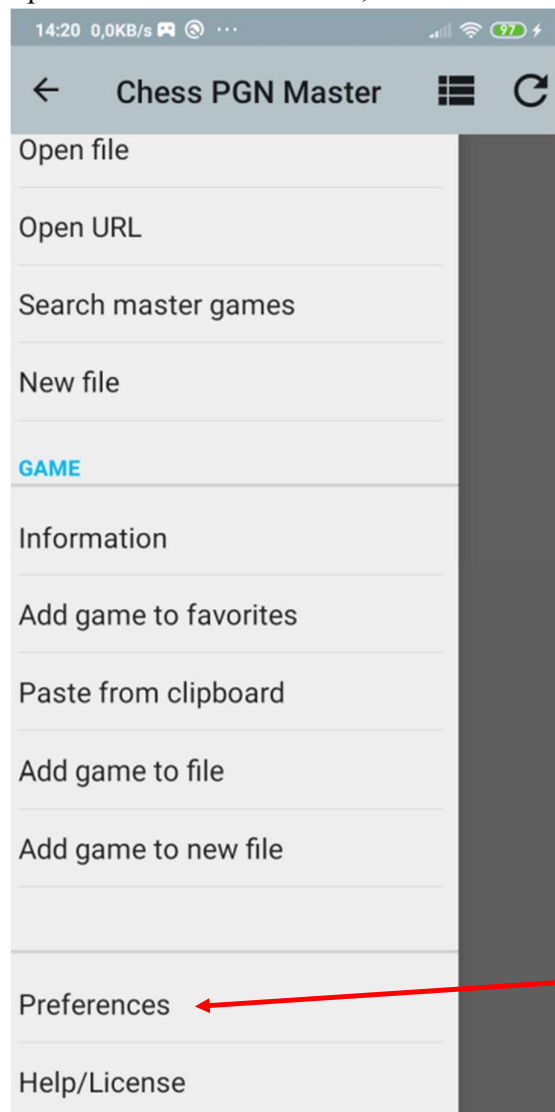 14:20 0,0KB/s ··· 97
Chess PGN Master
Open file
Open URL
Search master games
New file
GAME
Information
Add game to favorites
Paste from clipboard
Add game to file
Add game to new file
Preferences
Help/License